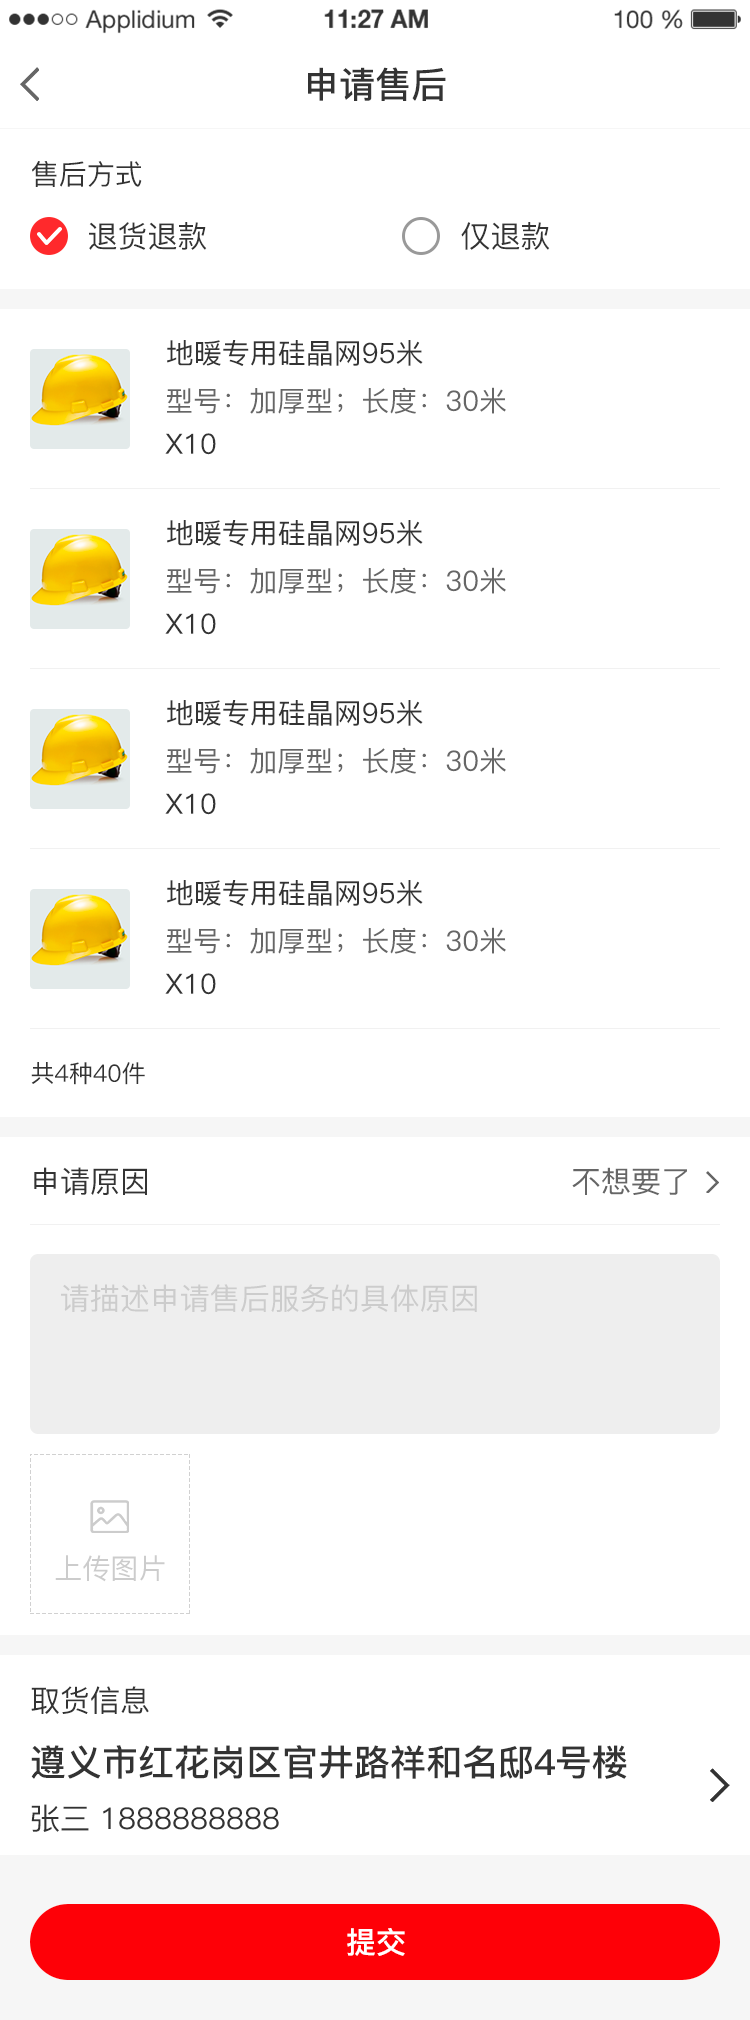 Applidium 11:27 AM 100 %
申请售后
售后方式
退货退款 仅退款
地暖专用硅晶网95米
型号：加厚型；长度：30米
X10
地暖专用硅晶网95米
型号：加厚型；长度：30米
X10
地暖专用硅晶网95米
型号：加厚型；长度：30米
X10
地暖专用硅晶网95米
型号：加厚型；长度：30米
X10
共4种40件
申请原因 不想要了
请描述申请售后服务的具体原因
上传图片
取货信息
遵义市红花岗区官井路祥和名邸4号楼
张三 1888888888
提交